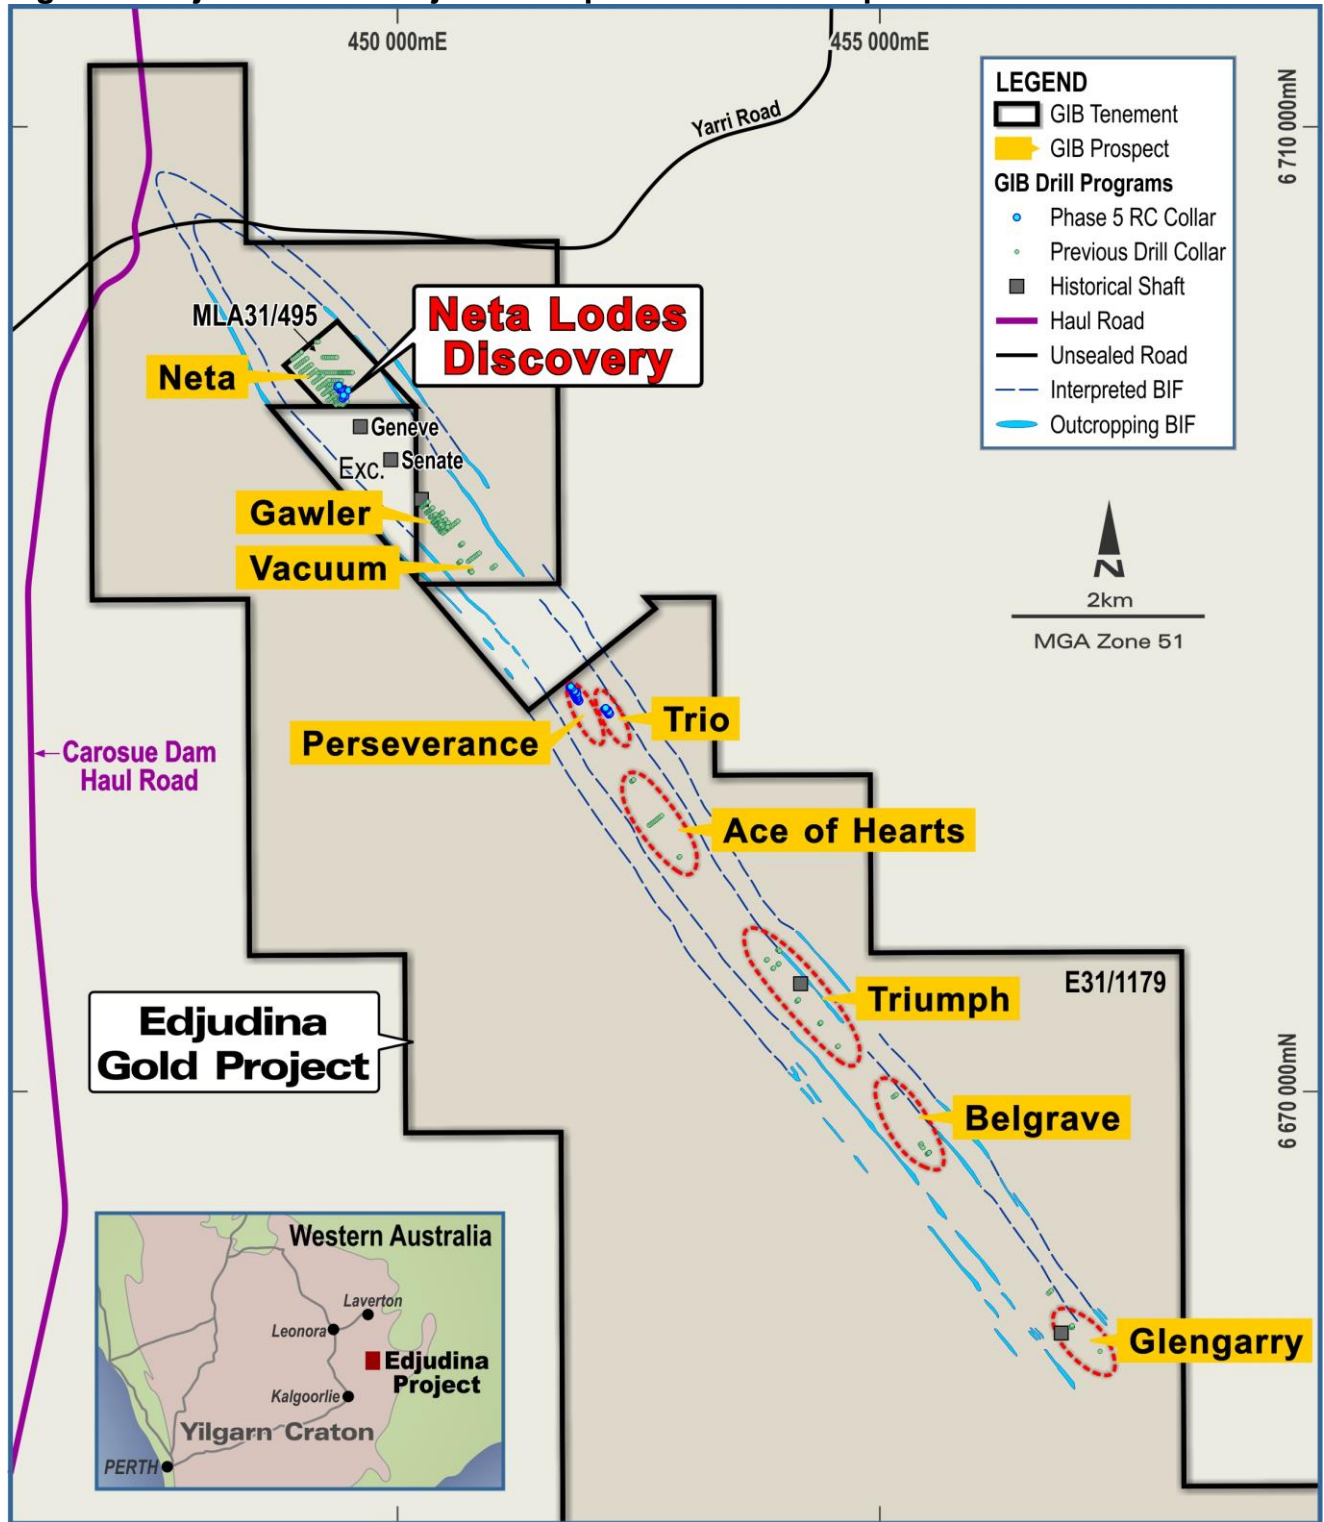 450 000mE
455 000mE
6 710 000mN
6 670 000mN
LEGEND
GIB Tenement
GIB Prospect
GIB Drill Programs
Phase 5 RC Collar
Previous Drill Collar
Historical Shaft
Haul Road
Unsealed Road
Interpreted BIF
Outcropping BIF
Yarri Road
MLA31/495
Neta Lodes
Discovery
Neta
Geneve
Senate
Exc.
Gawler
Vacuum
N
2km
MGA Zone 51
Trio
Perseverance
Carosue Dam
Haul Road
Ace of Hearts
E31/1179
Triumph
Edjudina
Gold Project
Belgrave
Glengarry
Western Australia
Laverton
Leonora
Edjudina
Project
Kalgoorlie
Yilgarn Craton
PERTH